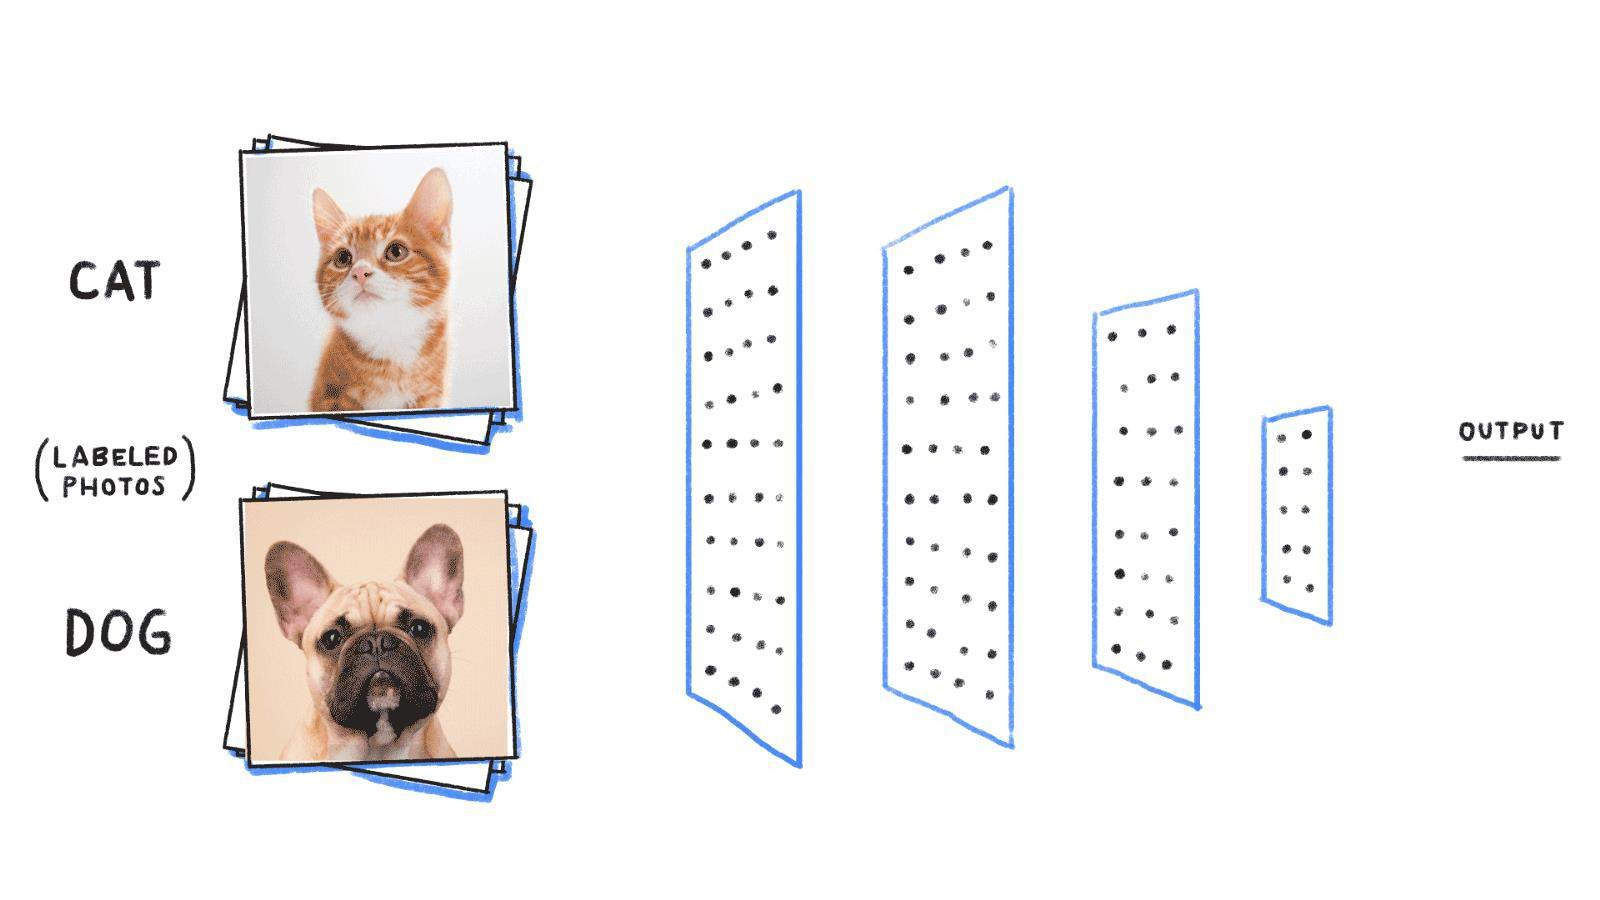 CAT
(LABELED
PHOTOS)
DOG
OUTPUT